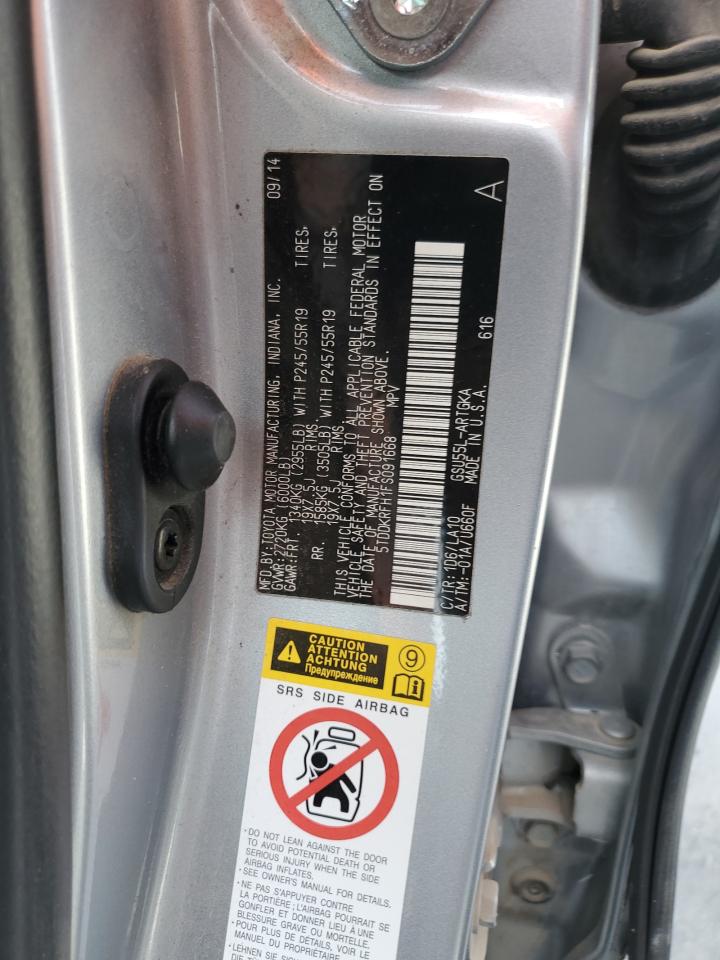 MFD. BY: TOYOTA MOTOR MANUFACTURING, INDIANA, INC. 09/14
GVWR: 2720KG (6000LB)
GAWR: FRT. 1340KG (2955LB) WITH P245/55R19 TIRES,
19X7.5J RIMS,
RR. 1585KG (3505LB) WITH P245/55R19 TIRES,
19X7.5J RIMS,
THIS VEHICLE CONFORMS TO ALL APPLICABLE FEDERAL MOTOR
VEHICLE SAFETY AND THEFT PREVENTION STANDARDS IN EFFECT ON
THE DATE OF MANUFACTURE SHOWN ABOVE.
5TDDKRFH1FS091668 MPV
C/TR: 1D6/LA10 GSU55L-ARTGKA 616
A/TM: -01A/U660F MADE IN U.S.A.
A
CAUTION
ATTENTION
ACHTUNG
Предупреждение
9
SRS SIDE AIRBAG
· DO NOT LEAN AGAINST THE DOOR
TO AVOID POTENTIAL DEATH OR
SERIOUS INJURY WHEN THE SIDE
AIRBAG INFLATES.
· SEE OWNER'S MANUAL FOR DETAILS.
· NE PAS S'APPUYER CONTRE
LA PORTIÈRE; L'AIRBAG POURRAIT SE
GONFLER ET DONNER LIEU À UNE
BLESSURE GRAVE OU MORTELLE.
· POUR PLUS DE DÉTAILS, VOIR LE
MANUEL DU PROPRIÉTAIRE.
· LEHNEN SIE
DIE